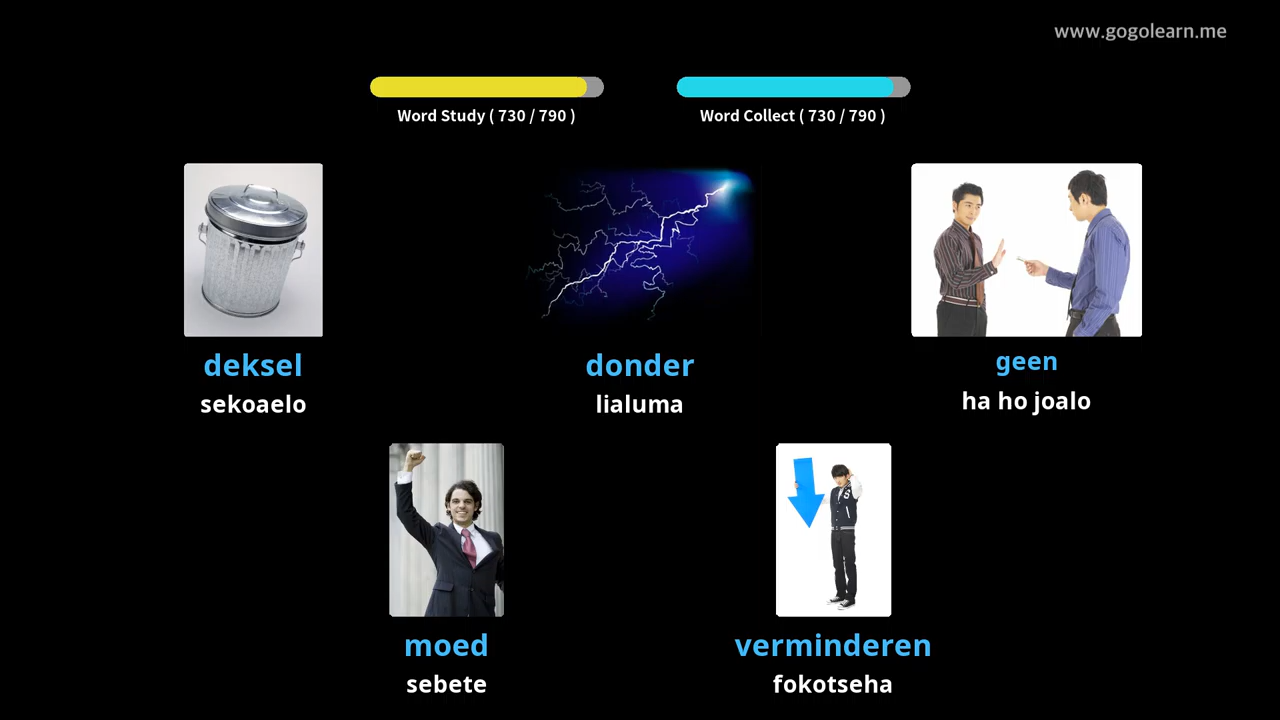 www.gogolearn.me
Word Study ( 730 / 790 )
Word Collect ( 730 / 790 )
deksel
sekoaelo
donder
lialuma
geen
ha ho joalo
moed
sebete
verminderen
fokotseha